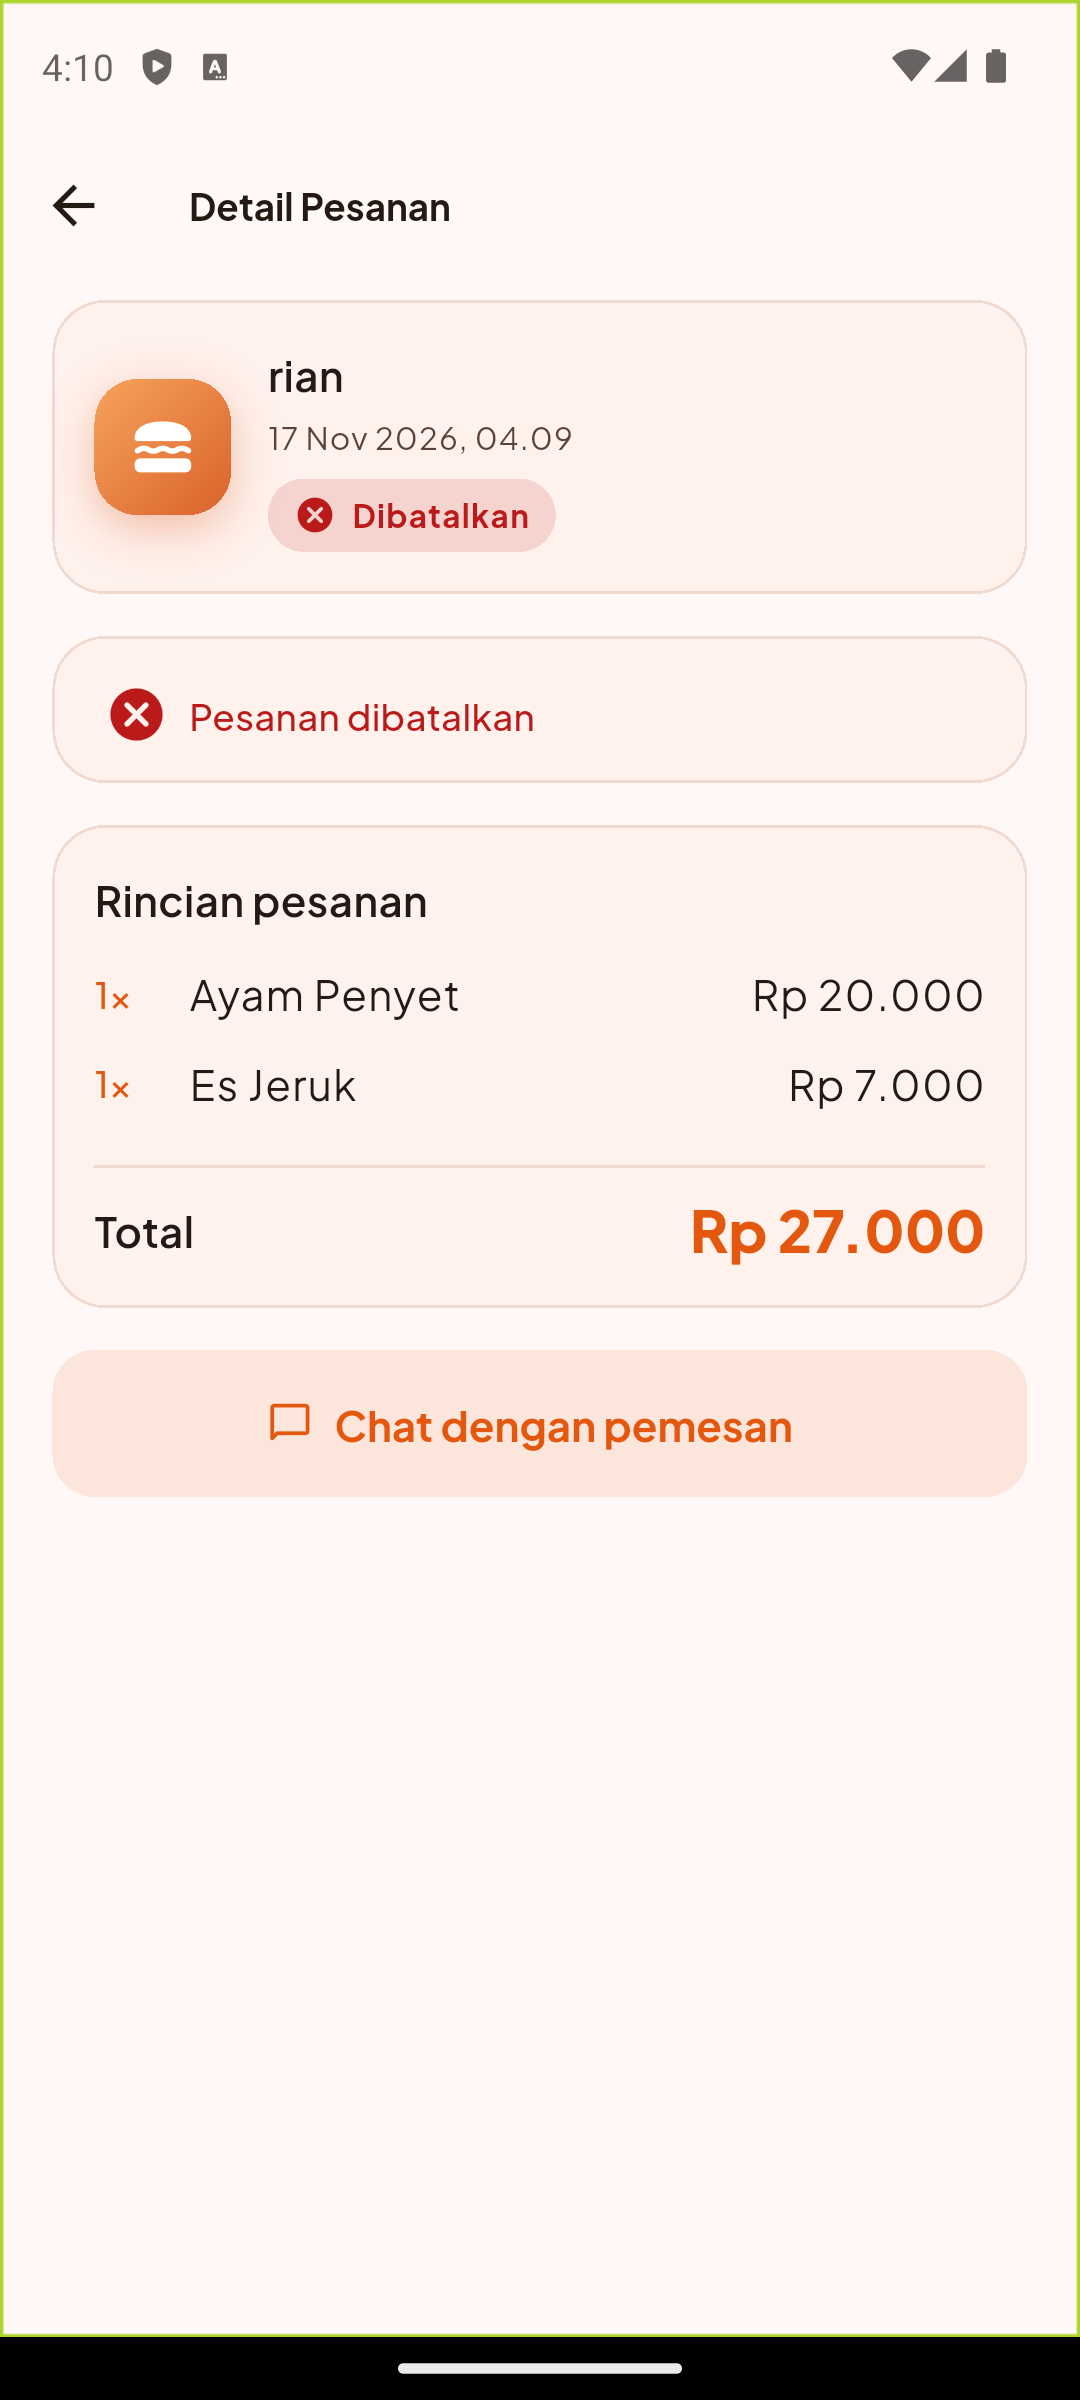 4:10
Detail Pesanan
rian
17 Nov 2026, 04.09
Dibatalkan
Pesanan dibatalkan
Rincian pesanan
1× Ayam Penyet Rp 20.000
1× Es Jeruk Rp 7.000
Total Rp 27.000
Chat dengan pemesan